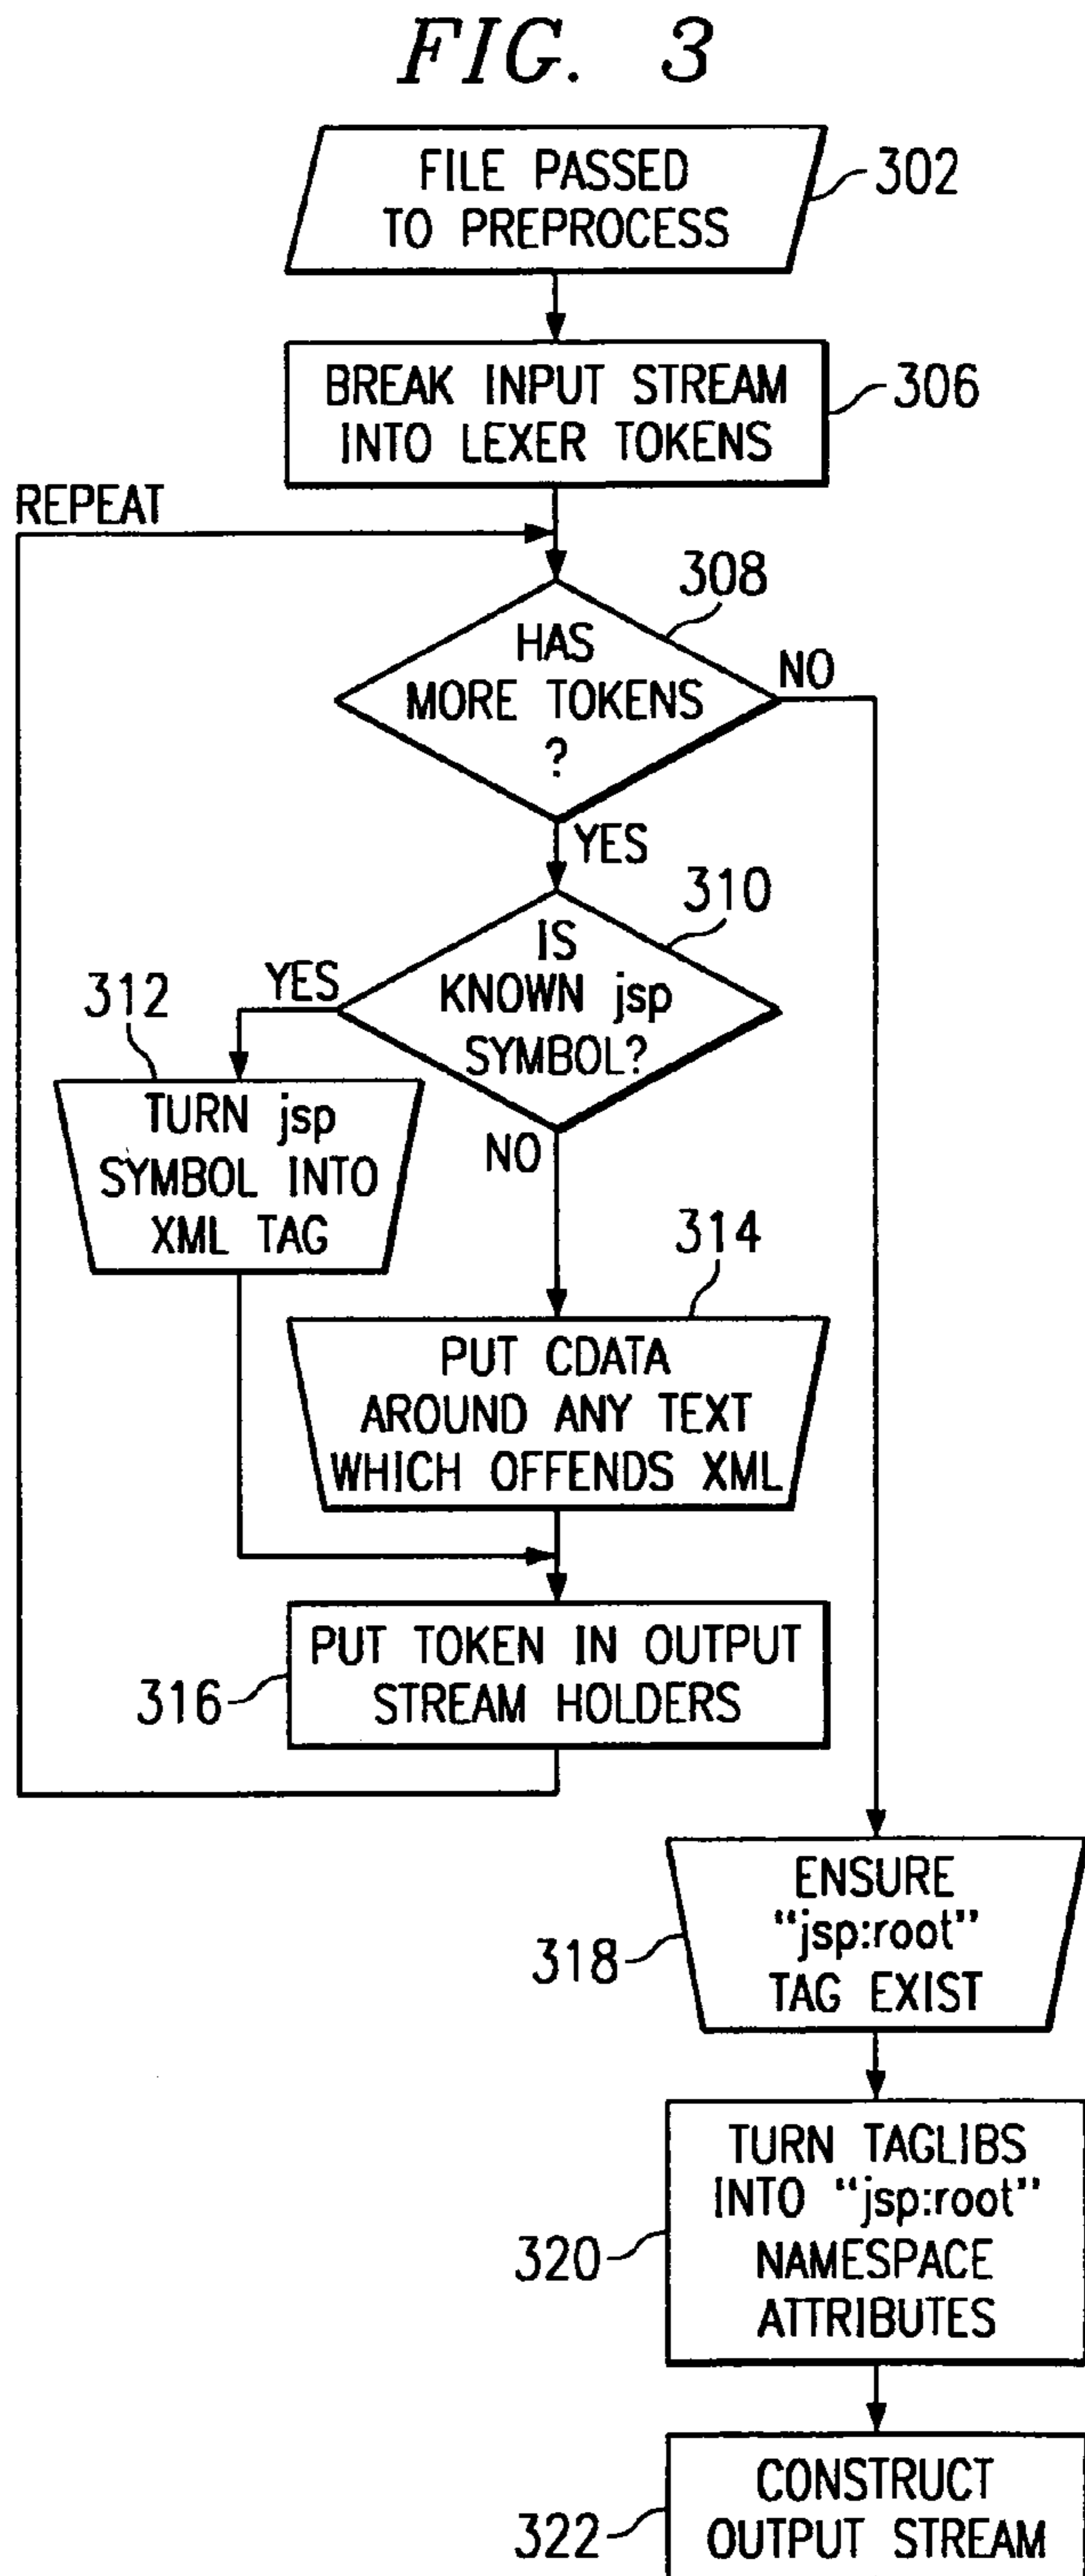 FIG. 3
FILE PASSED
TO PREPROCESS
302
BREAK INPUT STREAM
INTO LEXER TOKENS
306
REPEAT
308
HAS
MORE TOKENS
?
NO
YES
310
IS
KNOWN jsp
SYMBOL?
YES
312
TURN jsp
SYMBOL INTO
XML TAG
NO
314
PUT CDATA
AROUND ANY TEXT
WHICH OFFENDS XML
PUT TOKEN IN OUTPUT
STREAM HOLDERS
316
ENSURE
“jsp:root”
TAG EXIST
318
TURN TAGLIBS
INTO “jsp:root”
NAMESPACE
ATTRIBUTES
320
CONSTRUCT
OUTPUT STREAM
322